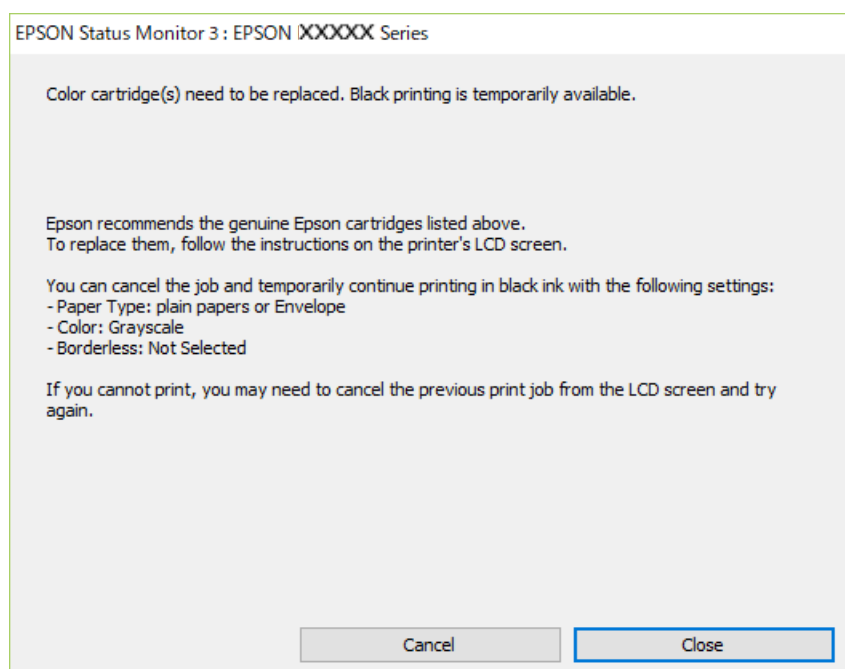 EPSON Status Monitor 3 : EPSON XXXXX Series
Color cartridge(s) need to be replaced. Black printing is temporarily available.
Epson recommends the genuine Epson cartridges listed above.
To replace them, follow the instructions on the printer's LCD screen.
You can cancel the job and temporarily continue printing in black ink with the following settings:
- Paper Type: plain papers or Envelope
- Color: Grayscale
- Borderless: Not Selected
If you cannot print, you may need to cancel the previous print job from the LCD screen and try
again.
Cancel
Close